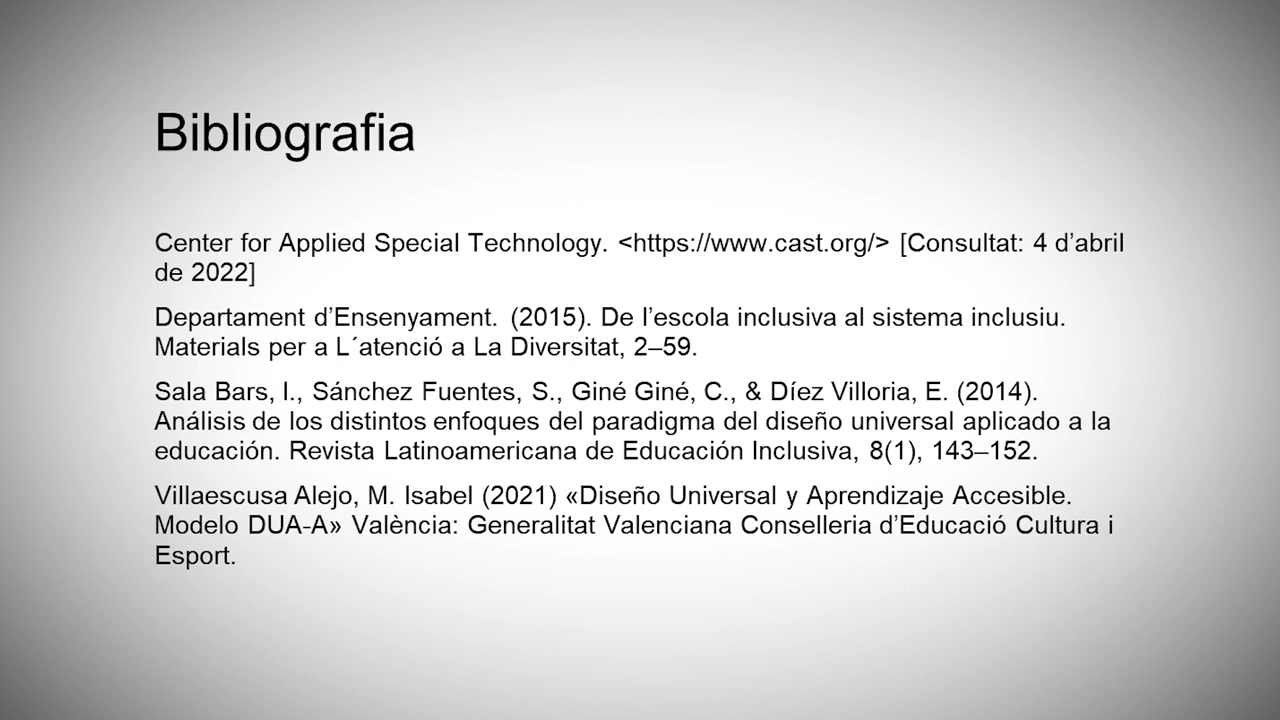 Bibliografia
Center for Applied Special Technology. <https://www.cast.org/> [Consultat: 4 d’abril
de 2022]
Departament d’Ensenyament. (2015). De l’escola inclusiva al sistema inclusiu.
Materials per a L´atenció a La Diversitat, 2–59.
Sala Bars, I., Sánchez Fuentes, S., Giné Giné, C., & Díez Villoria, E. (2014).
Análisis de los distintos enfoques del paradigma del diseño universal aplicado a la
educación. Revista Latinoamericana de Educación Inclusiva, 8(1), 143–152.
Villaescusa Alejo, M. Isabel (2021) «Diseño Universal y Aprendizaje Accesible.
Modelo DUA-A» València: Generalitat Valenciana Conselleria d’Educació Cultura i
Esport.